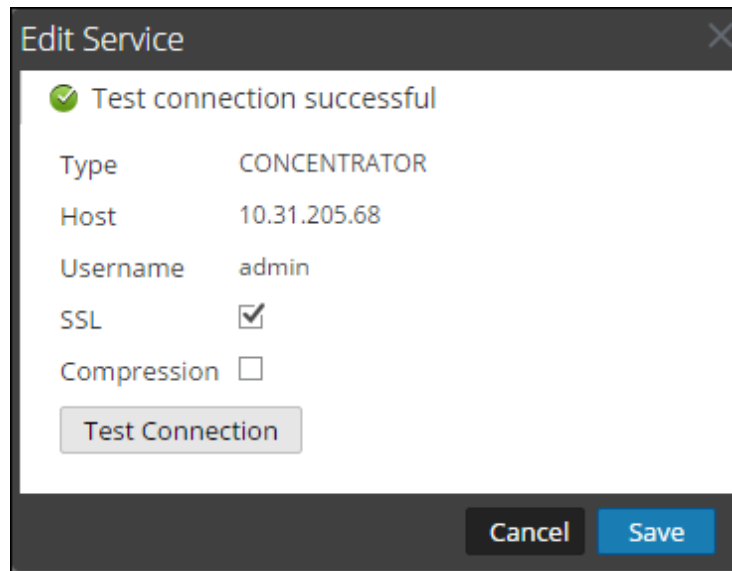 Edit Service
Test connection successful
Type CONCENTRATOR
Host 10.31.205.68
Username admin
SSL
Compression
Test Connection
Cancel Save